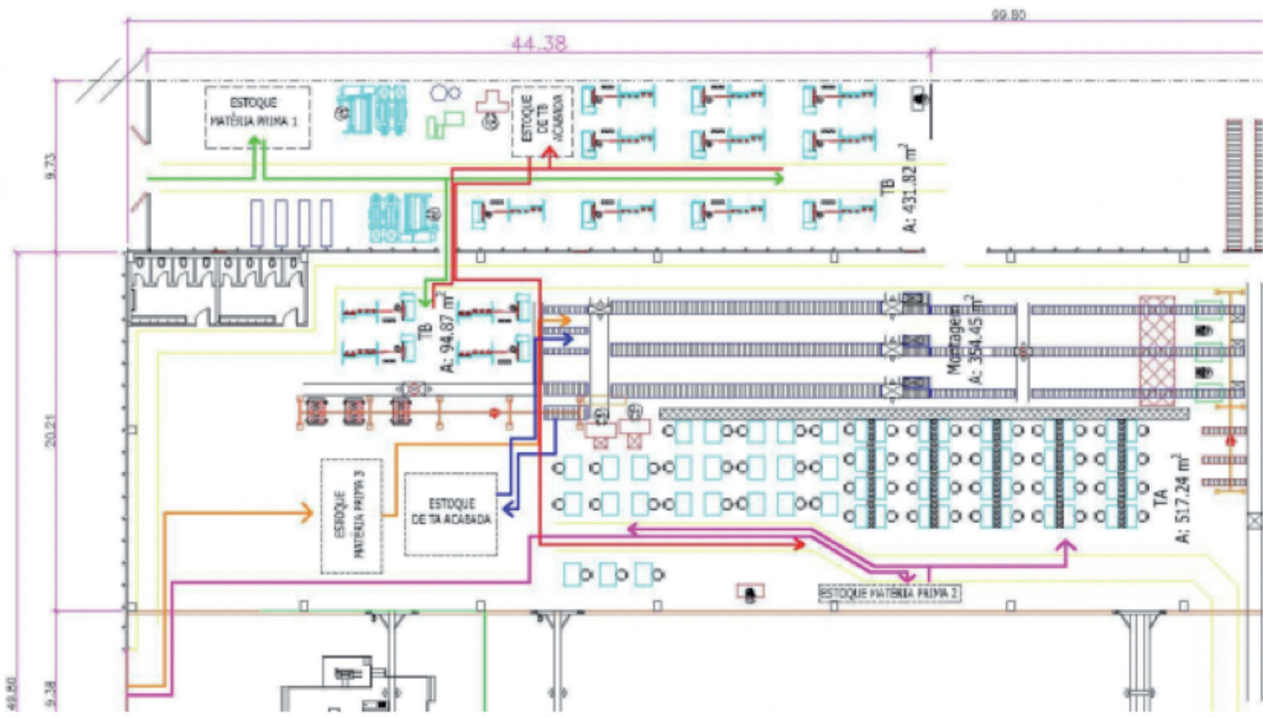 99.80
44.38
ESTOQUE
MATÉRIA PRIMA 1
ESTOQUE
DE TB
ACABADA
9.73
TB
A: 431.82 m²
TB
A: 94.87 m²
Montagem
A: 354.45 m²
20.21
ESTOQUE
MATÉRIA PRIMA 3
ESTOQUE
DE TA ACABADA
TA
A: 517.24 m²
ESTOQUE MATÉRIA PRIMA 2
49.80
9.38